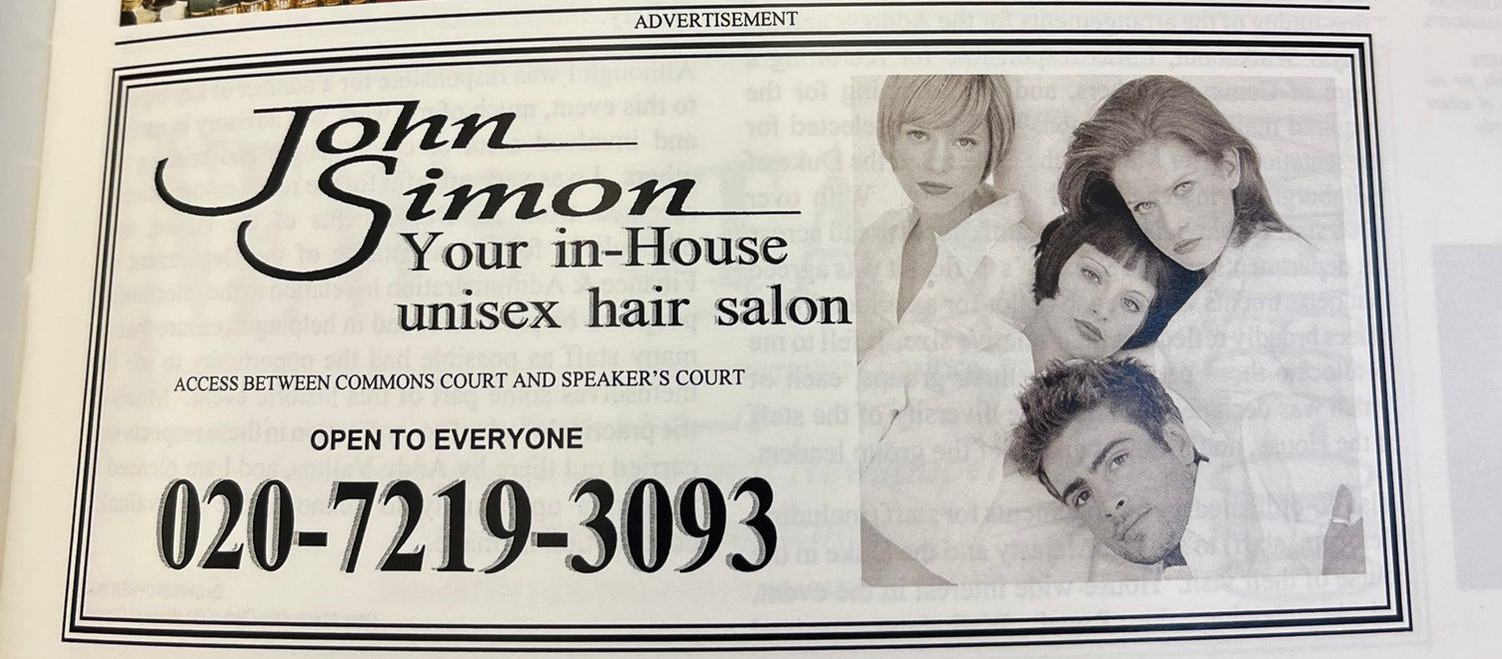 ADVERTISEMENT
John
Simon
Your in-House
unisex hair salon
ACCESS BETWEEN COMMONS COURT AND SPEAKER'S COURT
OPEN TO EVERYONE
020-7219-3093